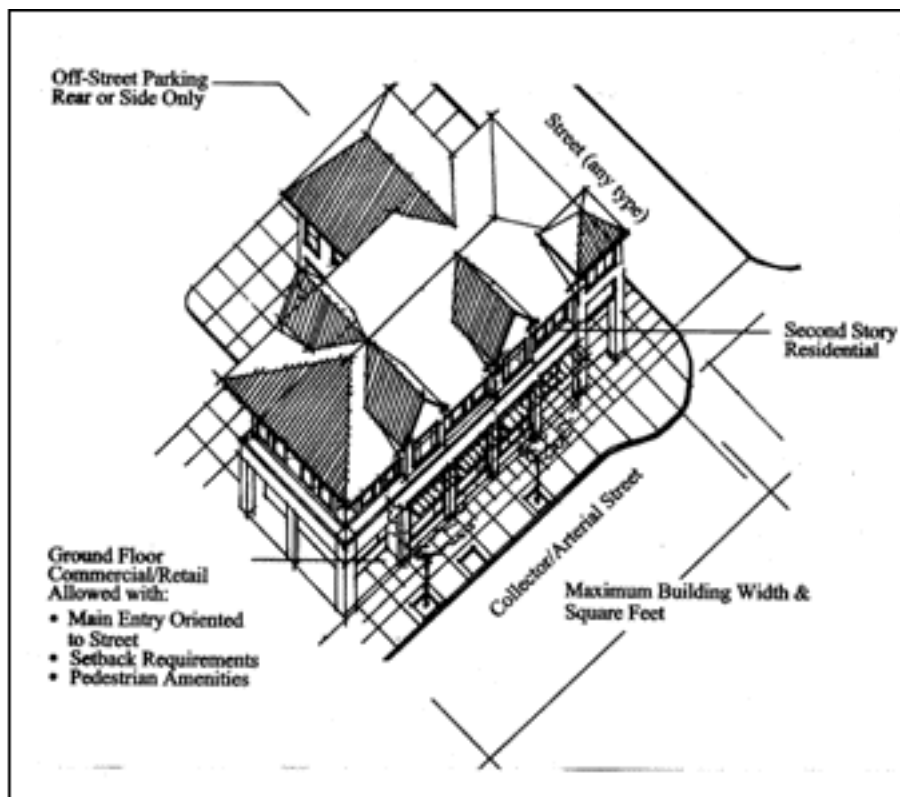 Off-Street Parking
Rear or Side Only
Street (any type)
Second Story
Residential
Collector/Arterial Street
Ground Floor
Commercial/Retail
Allowed with:
• Main Entry Oriented
to Street
• Setback Requirements
• Pedestrian Amenities
Maximum Building Width &
Square Feet